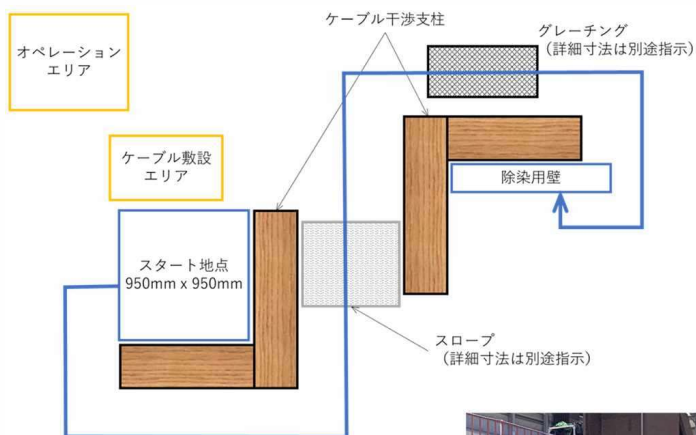 オペレーション
エリア
ケーブル干渉支柱
グレーチング
（詳細寸法は別途指示）
ケーブル敷設
エリア
除染用壁
スタート地点
950mm x 950mm
スロープ
（詳細寸法は別途指示）